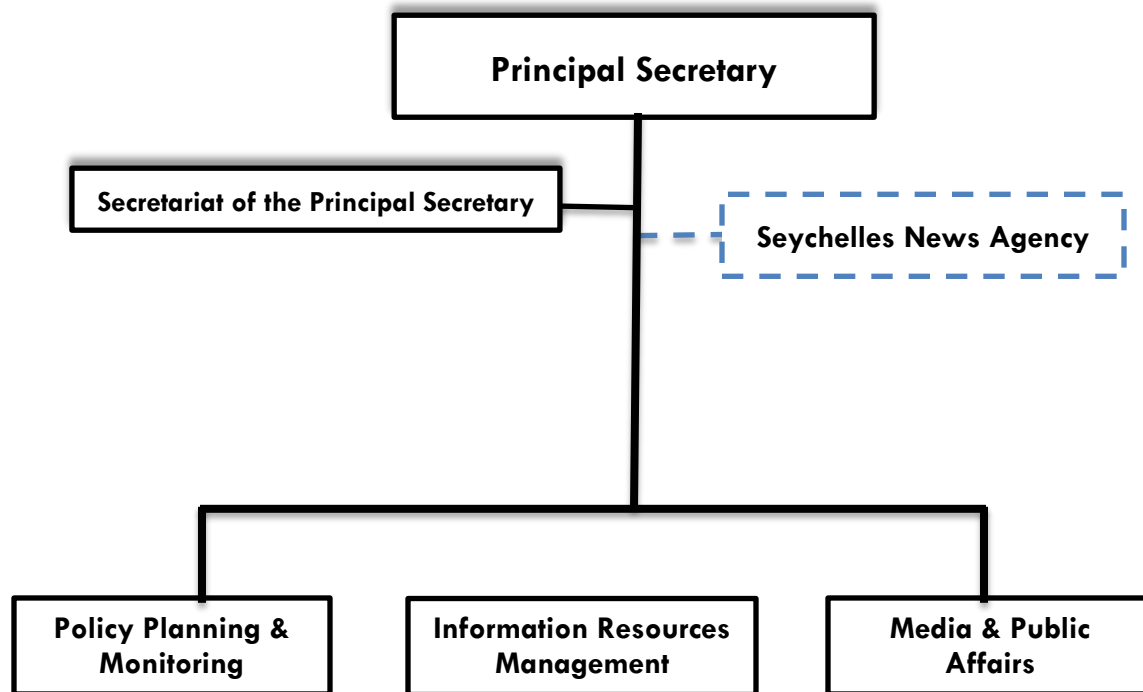 Principal Secretary
Secretariat of the Principal Secretary
Seychelles News Agency
Policy Planning &
Monitoring
Information Resources
Management
Media & Public
Affairs